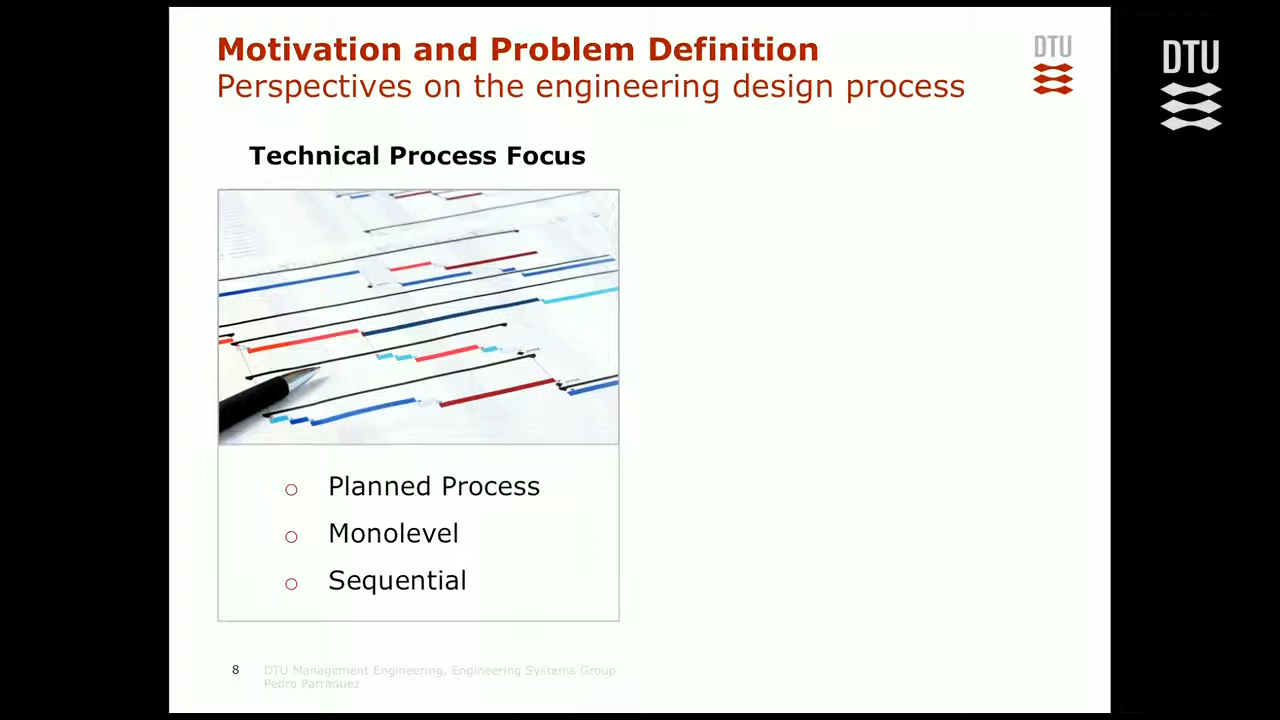 Motivation and Problem Definition
Perspectives on the engineering design process
DTU
DTU
Technical Process Focus
o Planned Process
o Monolevel
o Sequential
8
DTU Management Engineering, Engineering Systems Group
Pedro Parraguez